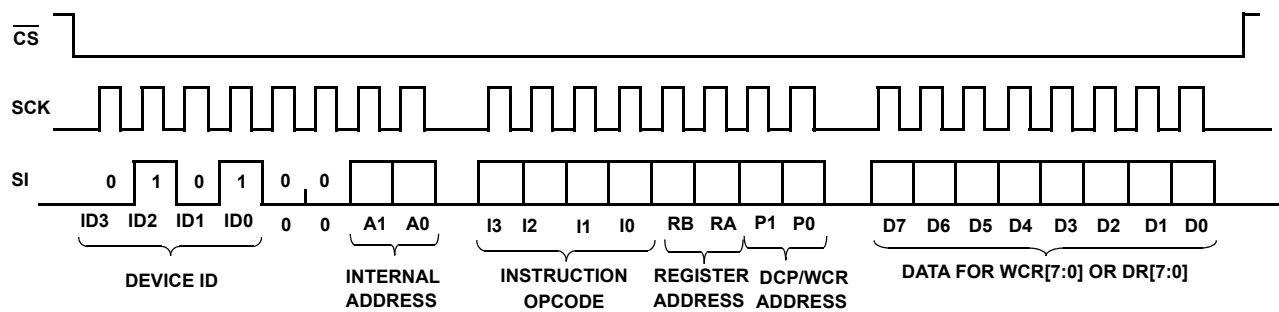 CS
SCK
SI
0 1 0 1 0 0
ID3 ID2 ID1 ID0 0 0 A1 A0 I3 I2 I1 I0 RB RA P1 P0 D7 D6 D5 D4 D3 D2 D1 D0
DEVICE ID
INTERNAL
ADDRESS
INSTRUCTION
OPCODE
REGISTER
ADDRESS
DCP/WCR
ADDRESS
DATA FOR WCR[7:0] OR DR[7:0]